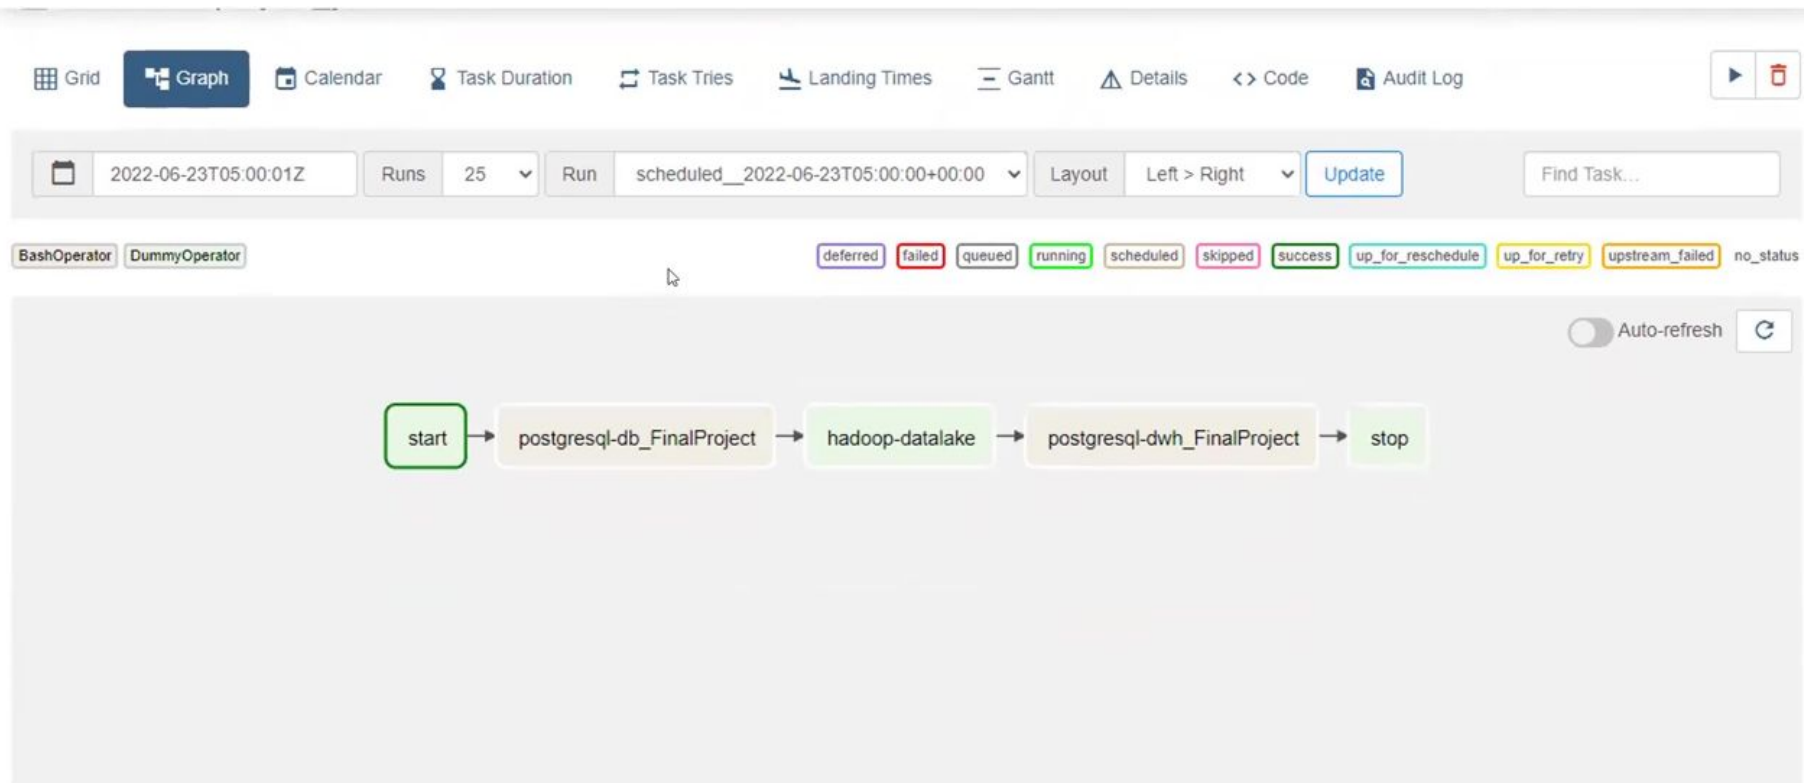 Grid Graph Calendar Task Duration Task Tries Landing Times Gantt Details Code Audit Log
2022-06-23T05:00:01Z Runs 25 Run scheduled__2022-06-23T05:00:00+00:00 Layout Left > Right Update Find Task...
BashOperator DummyOperator deferred failed queued running scheduled skipped success up_for_reschedule up_for_retry upstream_failed no_status
Auto-refresh
start postgresql-db_FinalProject hadoop-datalake postgresql-dwh_FinalProject stop